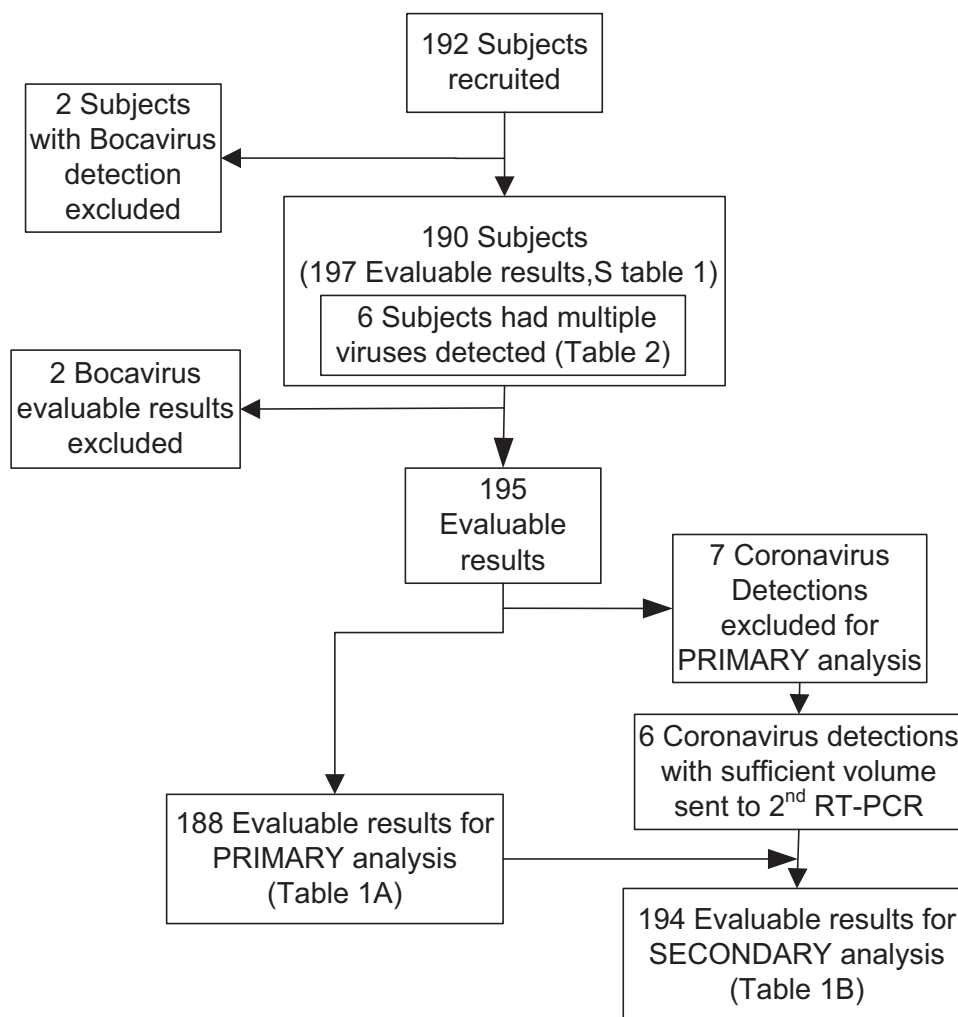 192 Subjects
recruited
2 Subjects
with Bocavirus
detection
excluded
190 Subjects
(197 Evaluable results,S table 1)
6 Subjects had multiple
viruses detected (Table 2)
2 Bocavirus
evaluable results
excluded
195
Evaluable
results
7 Coronavirus
Detections
excluded for
PRIMARY analysis
6 Coronavirus detections
with sufficient volume
sent to 2nd RT-PCR
188 Evaluable results for
PRIMARY analysis
(Table 1A)
194 Evaluable results for
SECONDARY analysis
(Table 1B)